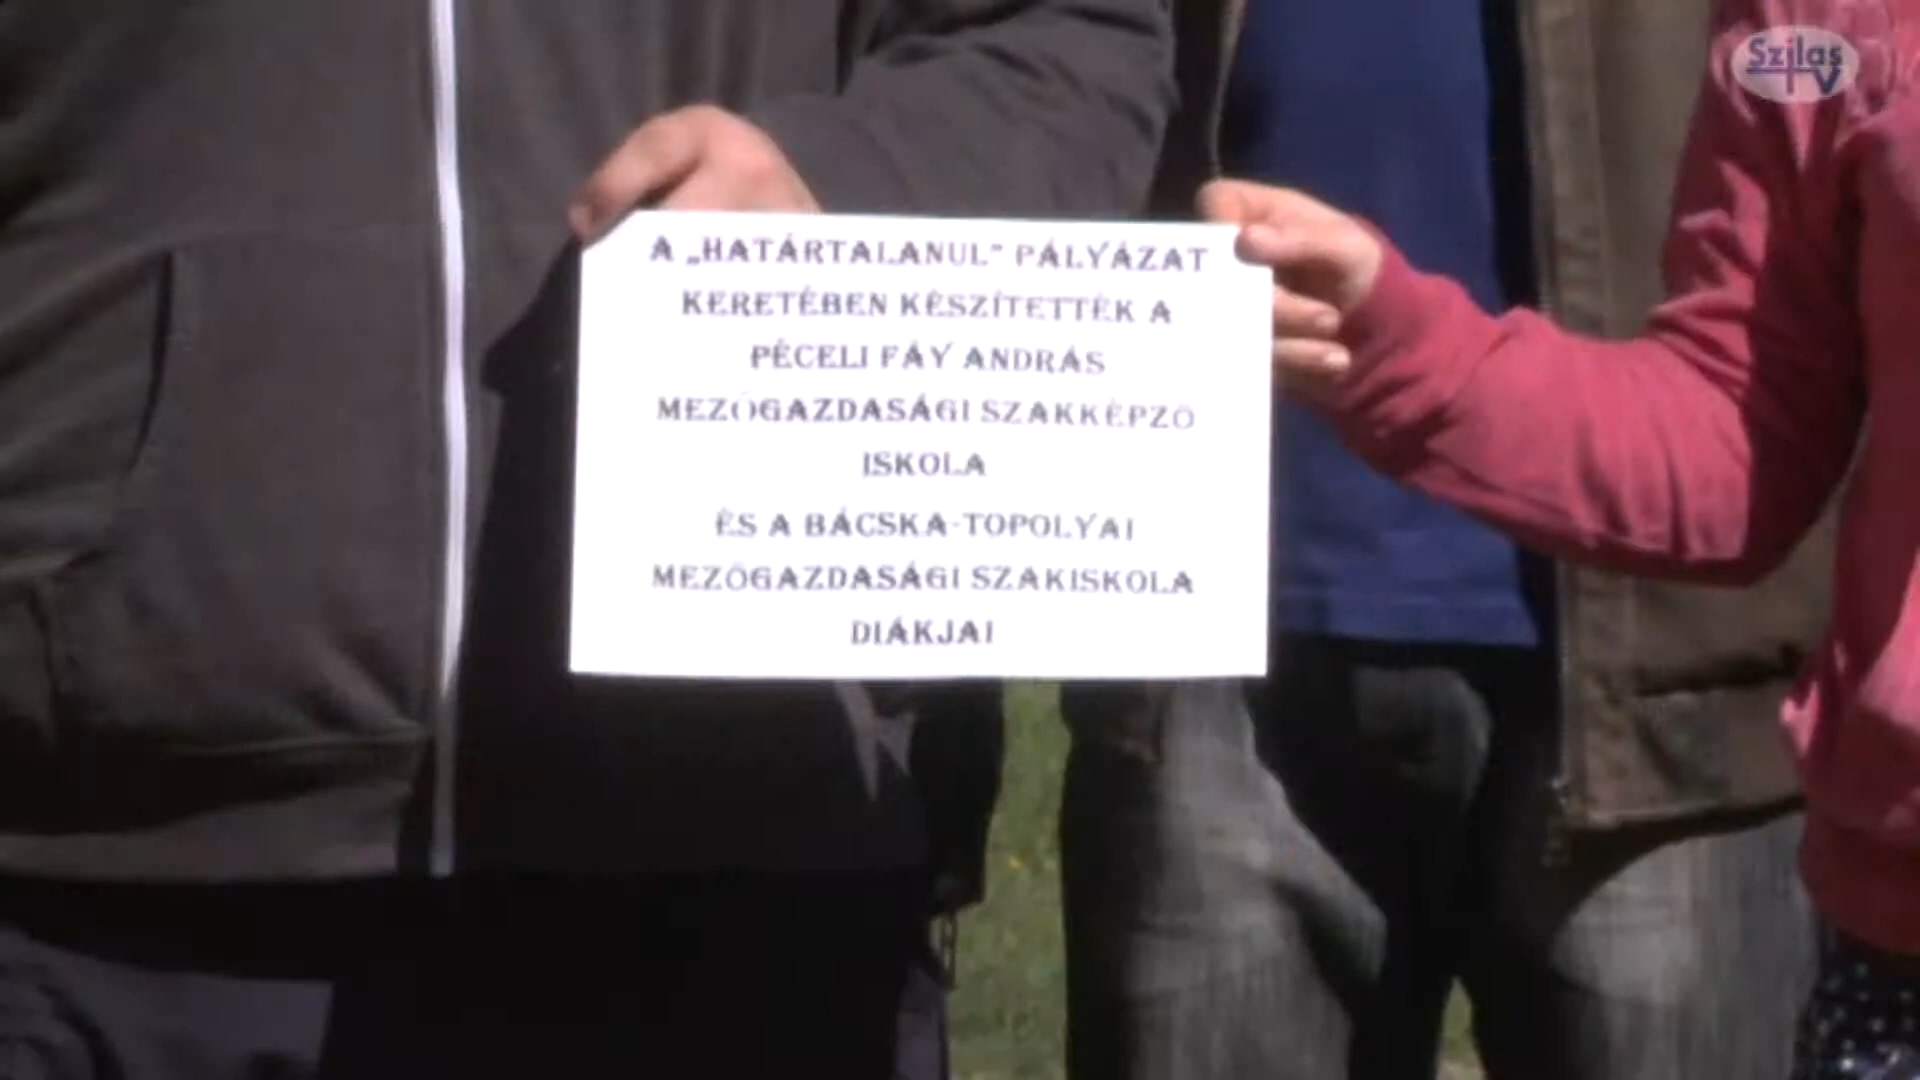 Szilas
TV
A „HATÁRTALANUL" PÁLYÁZAT
KERETÉBEN KÉSZÍTETTÉK A
PÉCELI FÁY ANDRÁS
MEZŐGAZDASÁGI SZAKKÉPZŐ
ISKOLA
ÉS A BÁCSKA-TOPOLYAI
MEZŐGAZDASÁGI SZAKISKOLA
DIÁKJAI